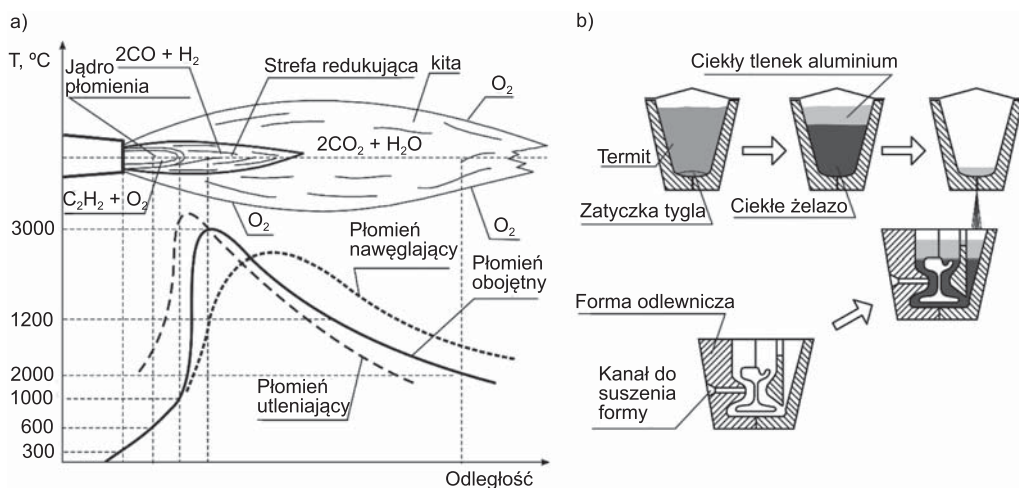 a)
T, ºC
Jądro
płomienia
2CO + H₂
Strefa redukująca
kita
O₂
2CO₂ + H₂O
C₂H₂ + O₂
O₂
O₂
3000
1200
2000
1000
600
300
Płomień
nawęglający
Płomień
obojętny
Płomień
utleniający
Odległość
b)
Ciekły tlenek aluminium
Termit
Zatyczka tygla
Ciekłe żelazo
Forma odlewnicza
Kanał do
suszenia
formy